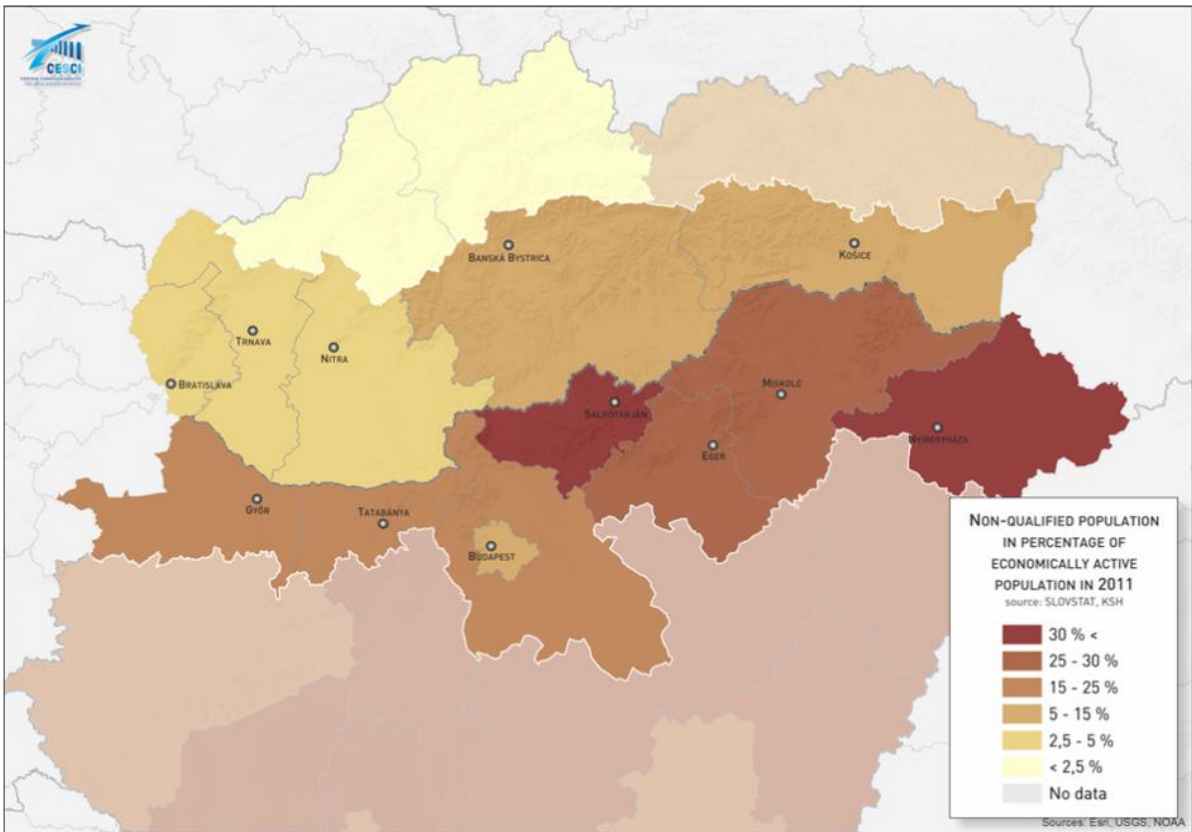 CESCI
BANSKÁ BYSTRICA
KOŠICE
TRNAVA
NITRA
BRATISLAVA
SALGÓTARJÁN
MISKOLC
NYÍREGYHÁZA
EGER
GYŐR
TATABÁNYA
BUDAPEST
NON-QUALIFIED POPULATION
IN PERCENTAGE OF
ECONOMICALLY ACTIVE
POPULATION IN 2011
source: SLOVSTAT, KSH
30 % <
25 - 30 %
15 - 25 %
5 - 15 %
2,5 - 5 %
< 2,5 %
No data
Sources: Esri, USGS, NOAA